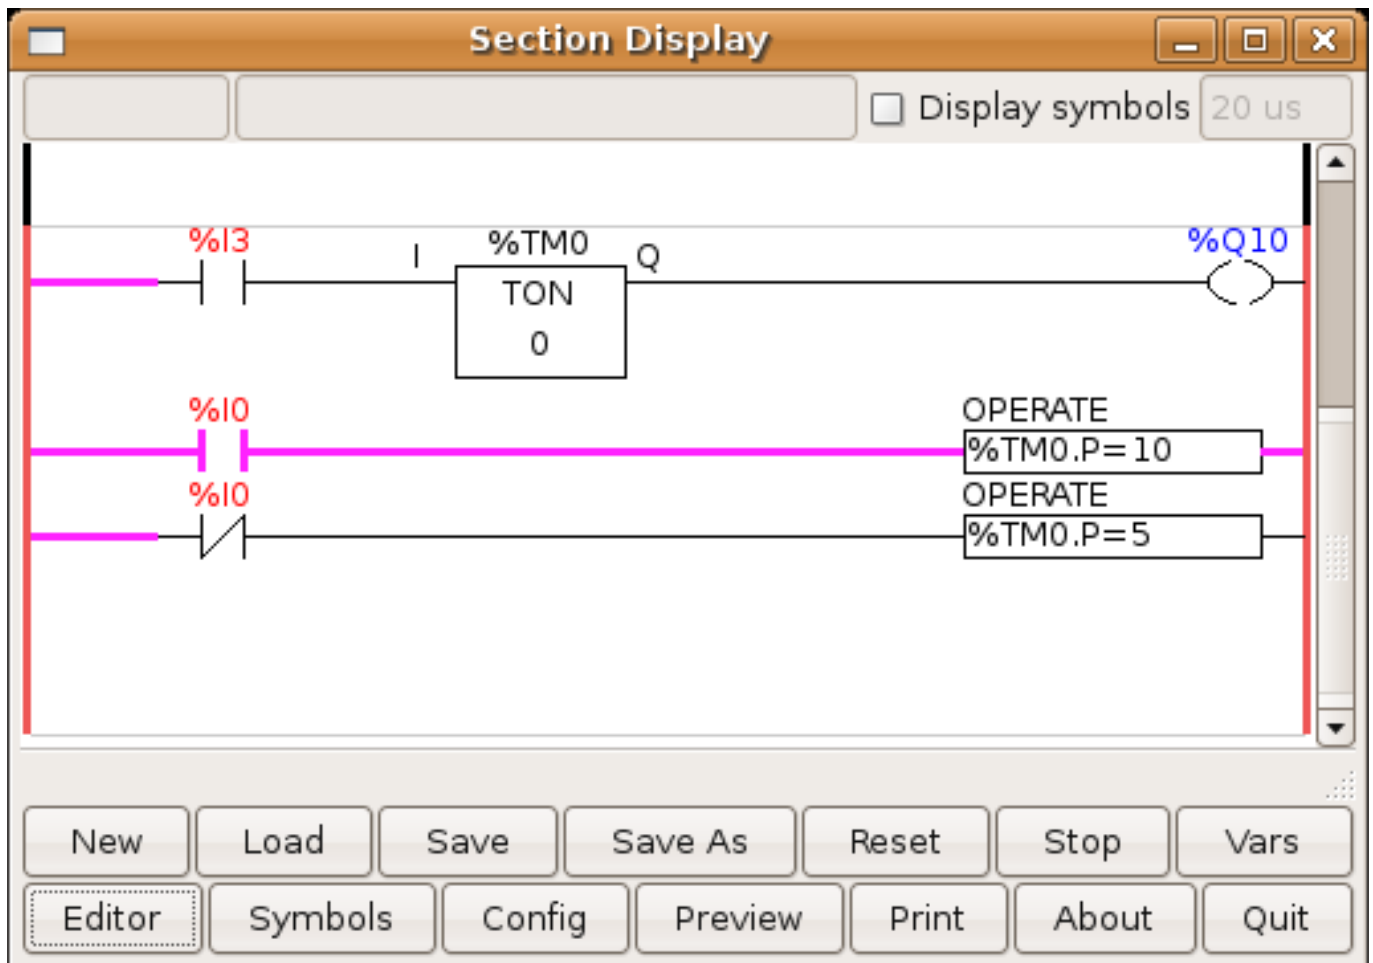 Section Display
Display symbols 20 us
%I3 I %TM0 Q %Q10
TON
0
%I0 OPERATE
%TM0.P=10
%I0 OPERATE
%TM0.P=5
New Load Save Save As Reset Stop Vars
Editor Symbols Config Preview Print About Quit